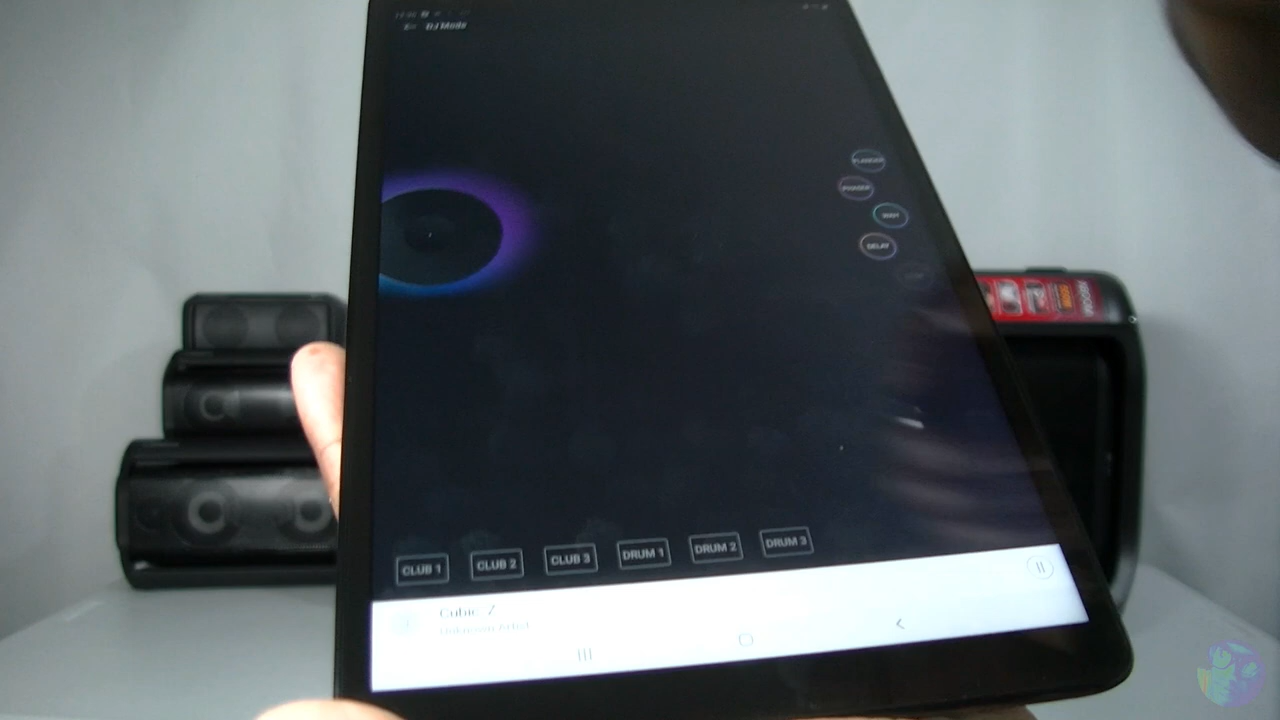 DJ Mode
FLANGER
PHASER
WAH
DELAY
CLUB 1
CLUB 2
CLUB 3
DRUM 1
DRUM 2
DRUM 3
Cubic Z
Unknown Artist